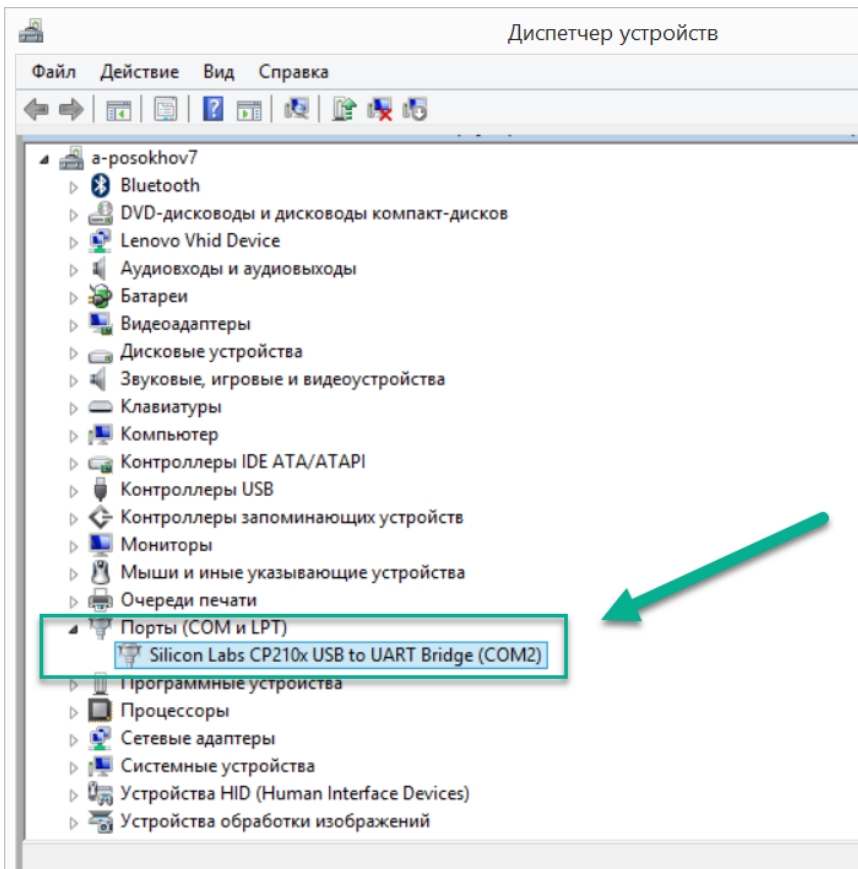 Диспетчер устройств
Файл Действие Вид Справка
a-posokhov7
Bluetooth
DVD-дисководы и дисководы компакт-дисков
Lenovo Vhid Device
Аудиовходы и аудиовыходы
Батареи
Видеоадаптеры
Дисковые устройства
Звуковые, игровые и видеоустройства
Клавиатуры
Компьютер
Контроллеры IDE ATA/ATAPI
Контроллеры USB
Контроллеры запоминающих устройств
Мониторы
Мыши и иные указывающие устройства
Очереди печати
Порты (COM и LPT)
Silicon Labs CP210x USB to UART Bridge (COM2)
Программные устройства
Процессоры
Сетевые адаптеры
Системные устройства
Устройства HID (Human Interface Devices)
Устройства обработки изображений